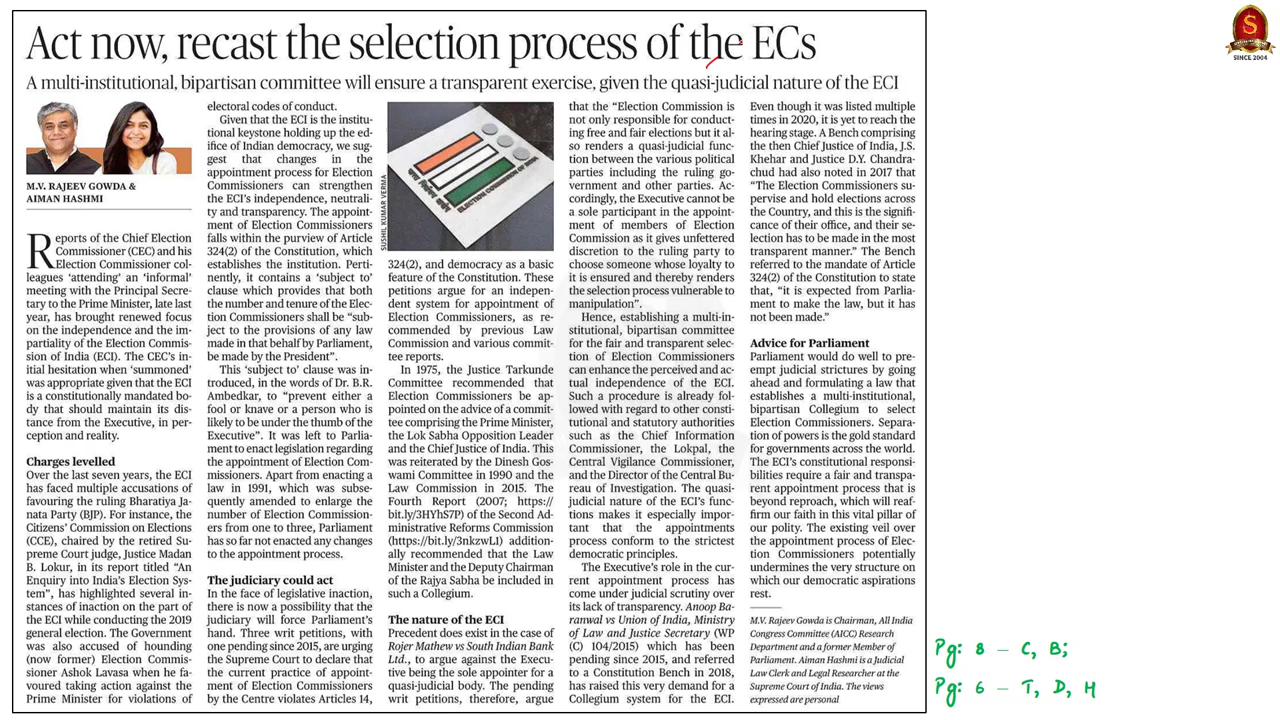 Act now, recast the selection process of the ECs
A multi-institutional, bipartisan committee will ensure a transparent exercise, given the quasi-judicial nature of the ECI
M.V. RAJEEV GOWDA &
AIMAN HASHMI
Reports of the Chief Election
Commissioner (CEC) and his
Election Commissioner col-
leagues ‘attending’ an ‘informal’
meeting with the Principal Secre-
tary to the Prime Minister, late last
year, has brought renewed focus
on the independence and the im-
partiality of the Election Commis-
sion of India (ECI). The CEC’s in-
itial hesitation when ‘summoned’
was appropriate given that the ECI
is a constitutionally mandated bo-
dy that should maintain its dis-
tance from the Executive, in per-
ception and reality.
Charges levelled
Over the last seven years, the ECI
has faced multiple accusations of
favouring the ruling Bharatiya Ja-
nata Party (BJP). For instance, the
Citizens’ Commission on Elections
(CCE), chaired by the retired Su-
preme Court judge, Justice Madan
B. Lokur, in its report titled “An
Enquiry into India’s Election Sys-
tem”, has highlighted several in-
stances of inaction on the part of
the ECI while conducting the 2019
general election. The Government
was also accused of hounding
(now former) Election Commis-
sioner Ashok Lavasa when he fa-
voured taking action against the
Prime Minister for violations of
electoral codes of conduct.
Given that the ECI is the institu-
tional keystone holding up the ed-
ifice of Indian democracy, we sug-
gest that changes in the
appointment process for Election
Commissioners can strengthen
the ECI’s independence, neutrali-
ty and transparency. The appoint-
ment of Election Commissioners
falls within the purview of Article
324(2) of the Constitution, which
establishes the institution. Perti-
nently, it contains a ‘subject to’
clause which provides that both
the number and tenure of the Elec-
tion Commissioners shall be “sub-
ject to the provisions of any law
made in that behalf by Parliament,
be made by the President”.
This ‘subject to’ clause was in-
troduced, in the words of Dr. B.R.
Ambedkar, to “prevent either a
fool or knave or a person who is
likely to be under the thumb of the
Executive”. It was left to Parlia-
ment to enact legislation regarding
the appointment of Election Com-
missioners. Apart from enacting a
law in 1991, which was subse-
quently amended to enlarge the
number of Election Commission-
ers from one to three, Parliament
has so far not enacted any changes
to the appointment process.
The judiciary could act
In the face of legislative inaction,
there is now a possibility that the
judiciary will force Parliament’s
hand. Three writ petitions, with
one pending since 2015, are urging
the Supreme Court to declare that
the current practice of appoint-
ment of Election Commissioners
by the Centre violates Articles 14,
SUSHIL KUMAR VERMA
ELECTION COMMISSION OF INDIA
324(2), and democracy as a basic
feature of the Constitution. These
petitions argue for an indepen-
dent system for appointment of
Election Commissioners, as re-
commended by previous Law
Commission and various commit-
tee reports.
In 1975, the Justice Tarkunde
Committee recommended that
Election Commissioners be ap-
pointed on the advice of a commit-
tee comprising the Prime Minister,
the Lok Sabha Opposition Leader
and the Chief Justice of India. This
was reiterated by the Dinesh Gos-
wami Committee in 1990 and the
Law Commission in 2015. The
Fourth Report (2007; https://
bit.ly/3HYhS7P) of the Second Ad-
ministrative Reforms Commission
(https://bit.ly/3nkzwLI) addition-
ally recommended that the Law
Minister and the Deputy Chairman
of the Rajya Sabha be included in
such a Collegium.
The nature of the ECI
Precedent does exist in the case of
Rojer Mathew vs South Indian Bank
Ltd., to argue against the Execu-
tive being the sole appointer for a
quasi-judicial body. The pending
writ petitions, therefore, argue
that the “Election Commission is
not only responsible for conduct-
ing free and fair elections but it al-
so renders a quasi-judicial func-
tion between the various political
parties including the ruling go-
vernment and other parties. Ac-
cordingly, the Executive cannot be
a sole participant in the appoint-
ment of members of Election
Commission as it gives unfettered
discretion to the ruling party to
choose someone whose loyalty to
it is ensured and thereby renders
the selection process vulnerable to
manipulation”.
Hence, establishing a multi-in-
stitutional, bipartisan committee
for the fair and transparent selec-
tion of Election Commissioners
can enhance the perceived and ac-
tual independence of the ECI.
Such a procedure is already fol-
lowed with regard to other consti-
tutional and statutory authorities
such as the Chief Information
Commissioner, the Lokpal, the
Central Vigilance Commissioner,
and the Director of the Central Bu-
reau of Investigation. The quasi-
judicial nature of the ECI’s func-
tions makes it especially impor-
tant that the appointments
process conform to the strictest
democratic principles.
The Executive’s role in the cur-
rent appointment process has
come under judicial scrutiny over
its lack of transparency. Anoop Ba-
ranwal vs Union of India, Ministry
of Law and Justice Secretary (WP
(C) 104/2015) which has been
pending since 2015, and referred
to a Constitution Bench in 2018,
has raised this very demand for a
Collegium system for the ECI.
Even though it was listed multiple
times in 2020, it is yet to reach the
hearing stage. A Bench comprising
the then Chief Justice of India, J.S.
Khehar and Justice D.Y. Chandra-
chud had also noted in 2017 that
“The Election Commissioners su-
pervise and hold elections across
the Country, and this is the signifi-
cance of their office, and their se-
lection has to be made in the most
transparent manner.” The Bench
referred to the mandate of Article
324(2) of the Constitution to state
that, “it is expected from Parlia-
ment to make the law, but it has
not been made.”
Advice for Parliament
Parliament would do well to pre-
empt judicial strictures by going
ahead and formulating a law that
establishes a multi-institutional,
bipartisan Collegium to select
Election Commissioners. Separa-
tion of powers is the gold standard
for governments across the world.
The ECI’s constitutional responsi-
bilities require a fair and transpa-
rent appointment process that is
beyond reproach, which will reaf-
firm our faith in this vital pillar of
our polity. The existing veil over
the appointment process of Elec-
tion Commissioners potentially
undermines the very structure on
which our democratic aspirations
rest.
M.V. Rajeev Gowda is Chairman, All India
Congress Committee (AICC) Research
Department and a former Member of
Parliament. Aiman Hashmi is a Judicial
Law Clerk and Legal Researcher at the
Supreme Court of India. The views
expressed are personal
S
SINCE 2004
Pg: 8 – C, B;
Pg: 6 – T, D, H